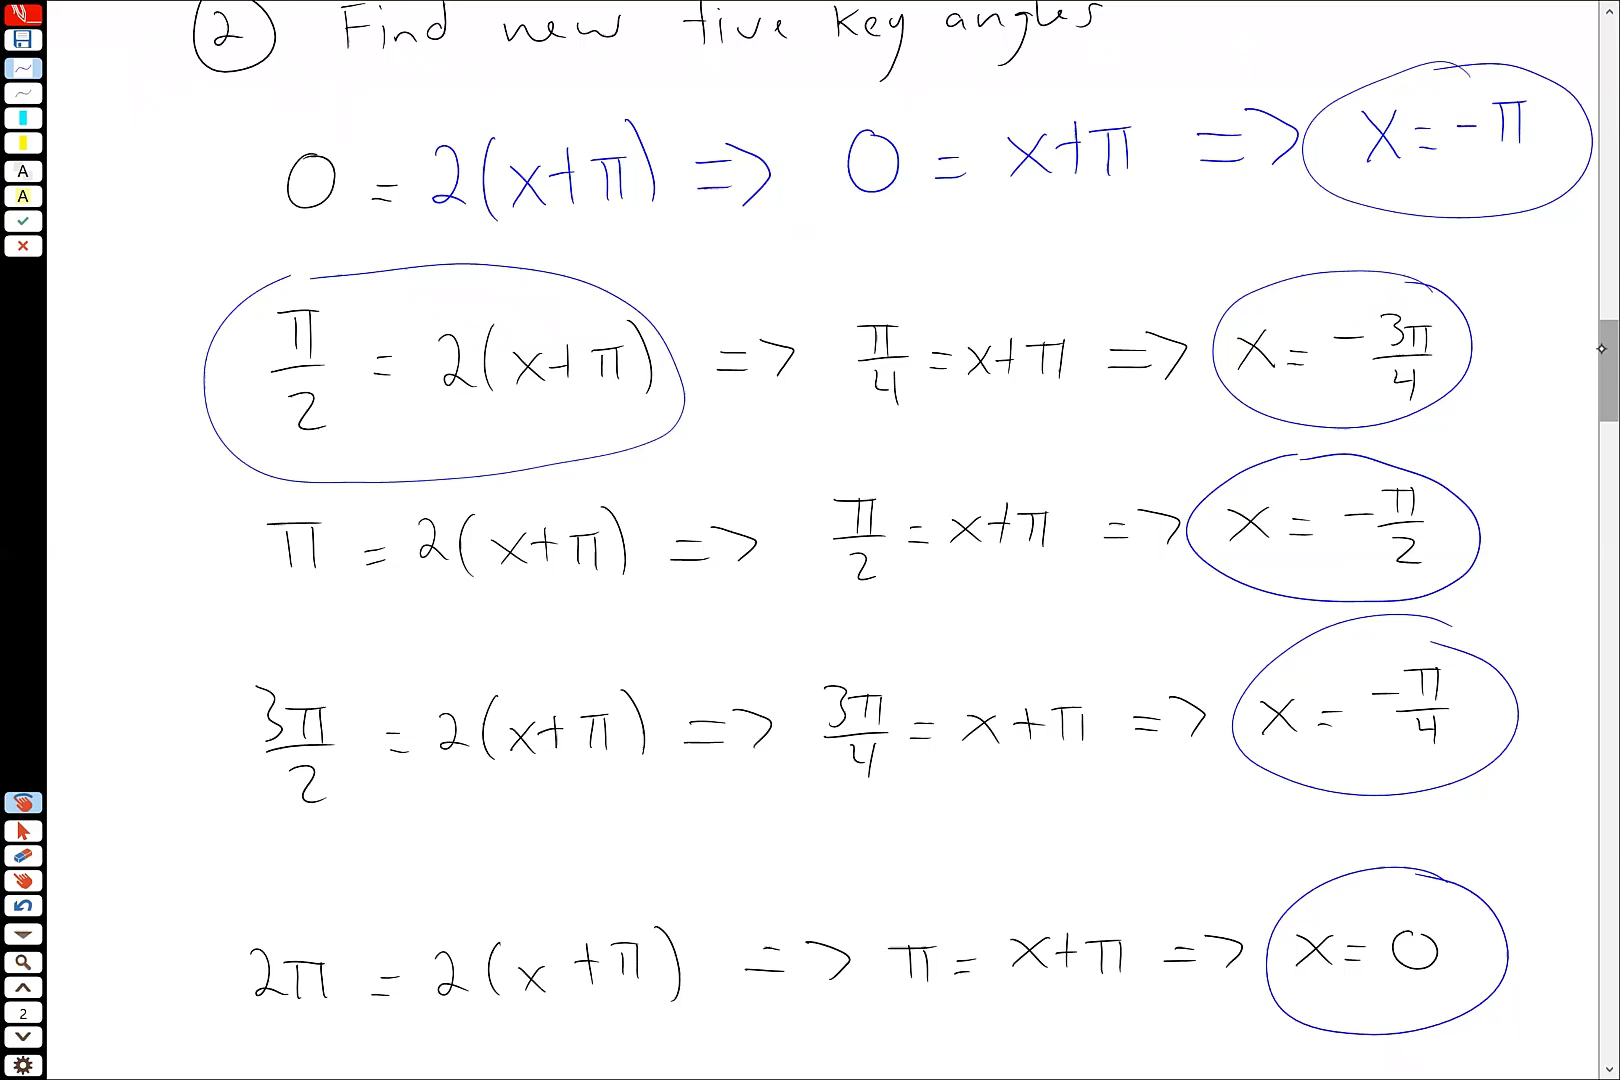 2 Find new five key angles
0 = 2(x+π) => 0 = x+π => x = -π
π/2 = 2(x+π) => π/4 = x+π => x = -3π/4
π = 2(x+π) => π/2 = x+π => x = -π/2
3π/2 = 2(x+π) => 3π/4 = x+π => x = -π/4
2π = 2(x+π) => π = x+π => x = 0
A
A
2